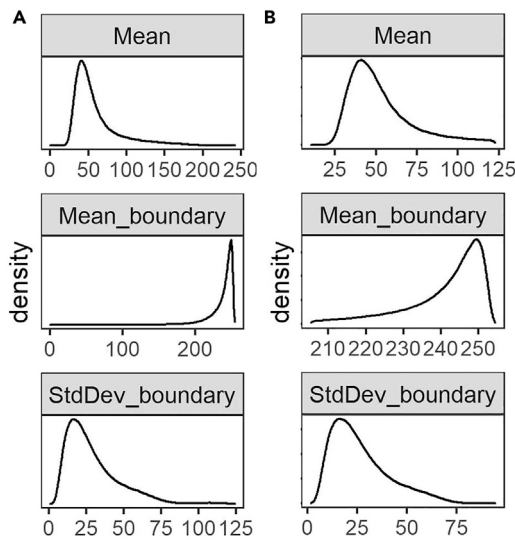 A
Mean
0 50 100 150 200 250
Mean_boundary
0 100 200
StdDev_boundary
0 25 50 75 100 125
density
B
Mean
25 50 75 100 125
Mean_boundary
210 220 230 240 250
StdDev_boundary
0 25 50 75
density